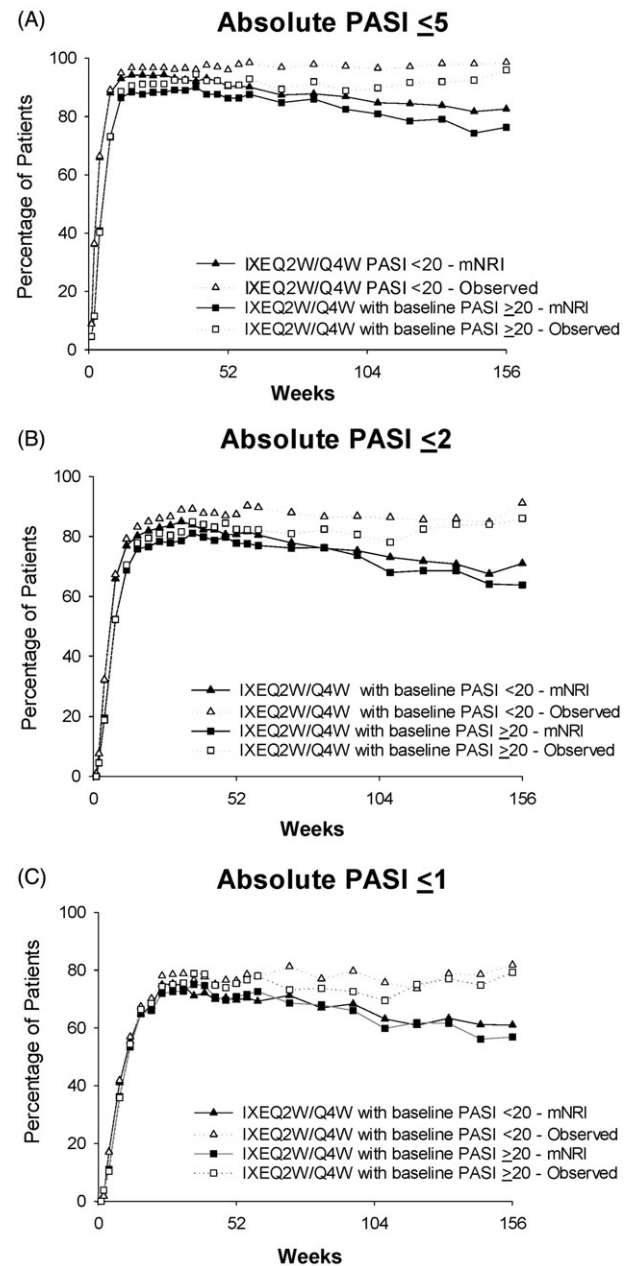 (A)
Absolute PASI ≤5
100
80
60
40
20
0
Percentage of Patients
IXEQ2W/Q4W PASI <20 - mNRI
IXEQ2W/Q4W PASI <20 - Observed
IXEQ2W/Q4W with baseline PASI ≥20 - mNRI
IXEQ2W/Q4W with baseline PASI ≥20 - Observed
0 52 104 156
Weeks
(B)
Absolute PASI ≤2
100
80
60
40
20
0
Percentage of Patients
IXEQ2W/Q4W with baseline PASI <20 - mNRI
IXEQ2W/Q4W with baseline PASI <20 - Observed
IXEQ2W/Q4W with baseline PASI ≥20 - mNRI
IXEQ2W/Q4W with baseline PASI ≥20 - Observed
0 52 104 156
Weeks
(C)
Absolute PASI ≤1
100
80
60
40
20
0
Percentage of Patients
IXEQ2W/Q4W with baseline PASI <20 - mNRI
IXEQ2W/Q4W with baseline PASI <20 - Observed
IXEQ2W/Q4W with baseline PASI ≥20 - mNRI
IXEQ2W/Q4W with baseline PASI ≥20 - Observed
0 52 104 156
Weeks